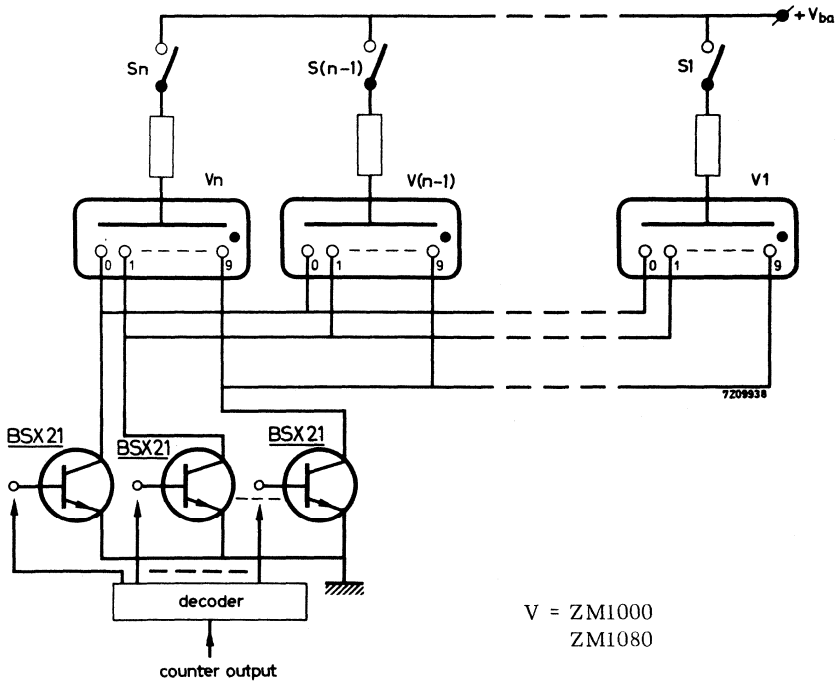 + Vba
Sn
S(n-1)
S1
Vn
V(n-1)
V1
0 1 9
0 1 9
0 1 9
7Z09938
BSX21
BSX21
BSX21
decoder
counter output
V = ZM1000
ZM1080